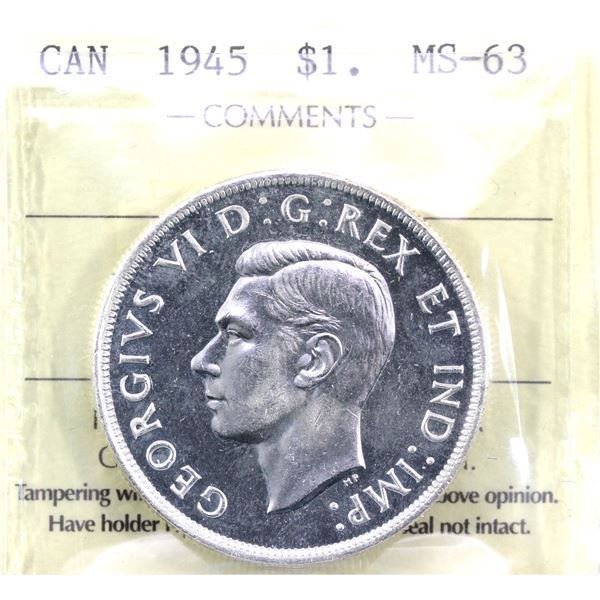 CAN 1945 $1. MS-63
— COMMENTS —
GEORGIVS VI D:G:REX ET IND:IMP:
HP
Tampering above opinion.
Have holder seal not intact.